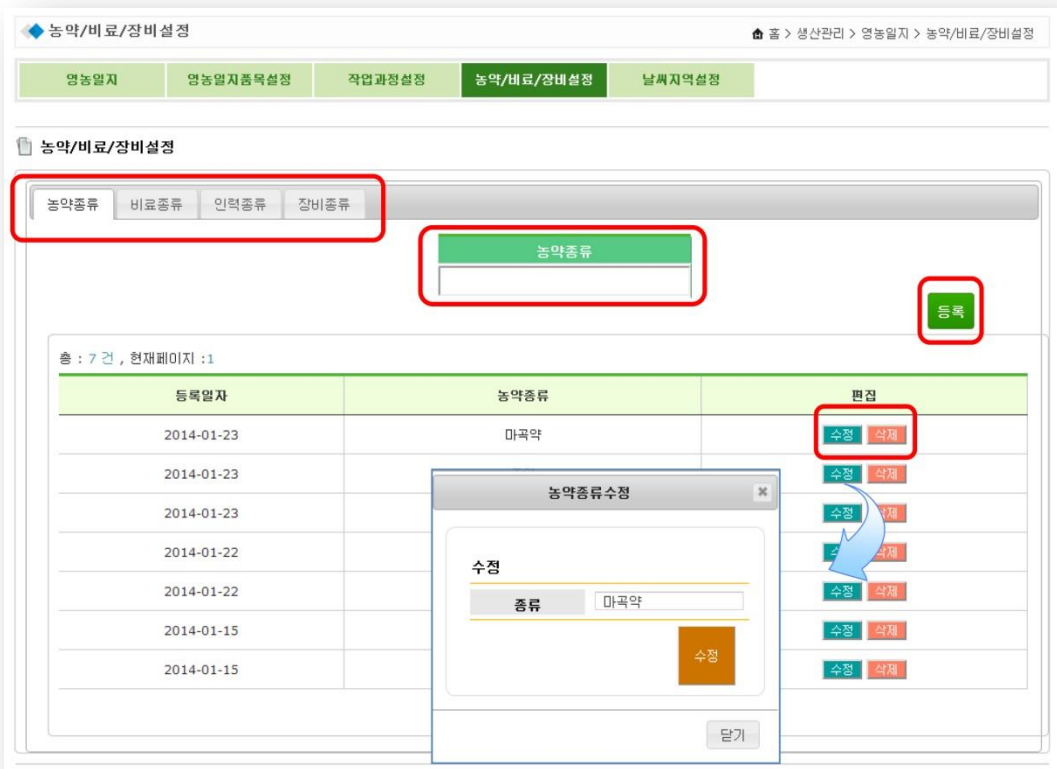 농약/비료/장비설정
홈 > 생산관리 > 영농일지 > 농약/비료/장비설정
영농일지 영농일지품목설정 작업과정설정 농약/비료/장비설정 날씨지역설정
농약/비료/장비설정
농약종류 비료종류 인력종류 장비종류
농약종류
등록
총 : 7 건 , 현재페이지 :1
등록일자 농약종류 편집
2014-01-23 마곡약 수정 삭제
2014-01-23 수정 삭제
2014-01-23 수정 삭제
2014-01-22 삭제
2014-01-22 수정 삭제
2014-01-15 수정 삭제
2014-01-15 수정 삭제
농약종류수정
수정
종류 마곡약
수정
닫기